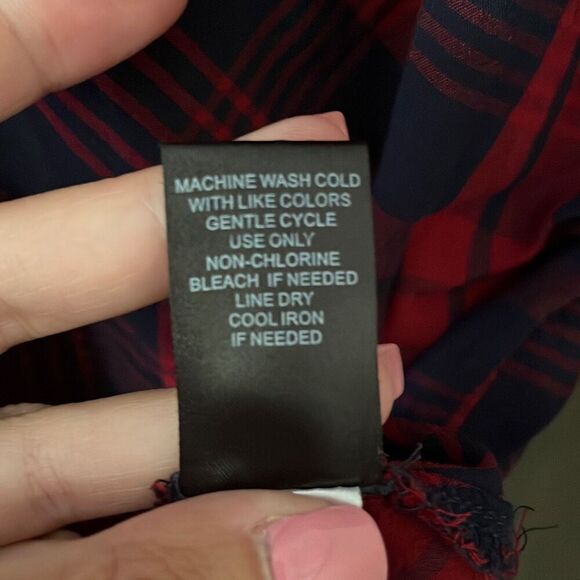 MACHINE WASH COLD
WITH LIKE COLORS
GENTLE CYCLE
USE ONLY
NON-CHLORINE
BLEACH IF NEEDED
LINE DRY
COOL IRON
IF NEEDED